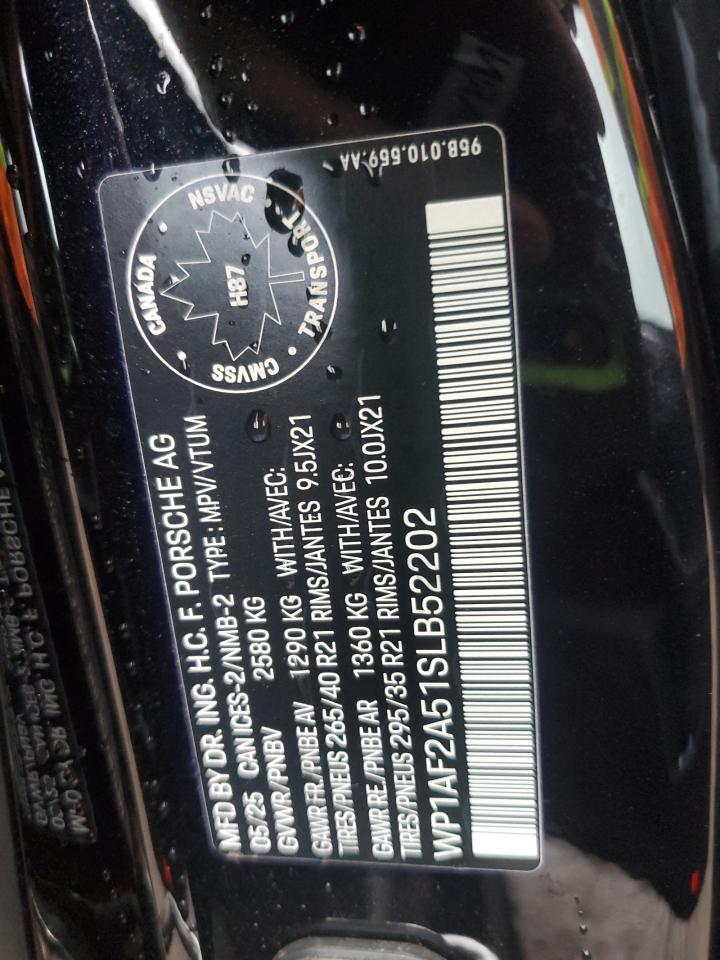 MFD BY DR. ING. H.C. F. PORSCHE AG
05/25 CAN ICES-2/NMB-2 TYPE: MPV/VTUM
GVWR/PNBV 2580 KG
GAWR FR./PNBE AV 1290 KG WITH/AVEC:
TIRES/PNEUS 265/40 R21 RIMS/JANTES 9.5JX21
GAWR RE./PNBE AR 1360 KG WITH/AVEC:
TIRES/PNEUS 295/35 R21 RIMS/JANTES 10.0JX21
WP1AF2A51SLB52202
CANADA
NSVAC
TRANSPORT
CMVSS
H87
95B.010.559.AA